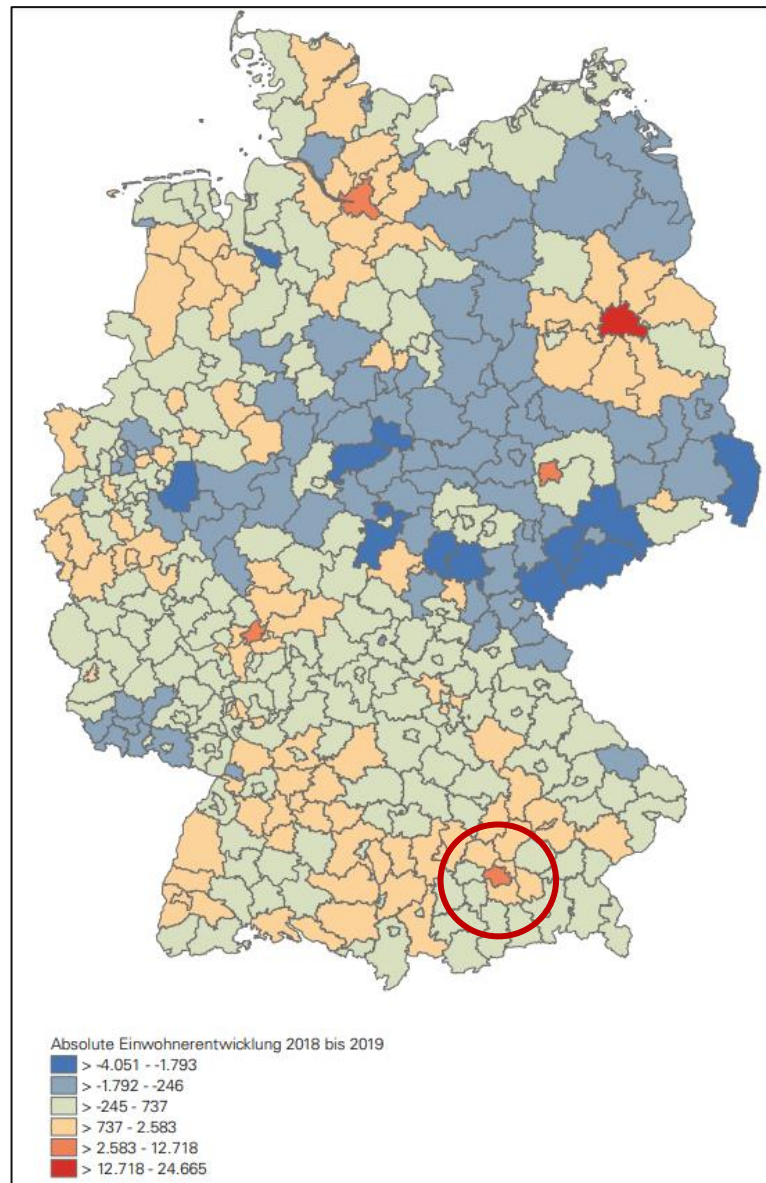 Absolute Einwohnerentwicklung 2018 bis 2019
> -4.051 - -1.793
> -1.792 - -246
> -245 - 737
> 737 - 2.583
> 2.583 - 12.718
> 12.718 - 24.665